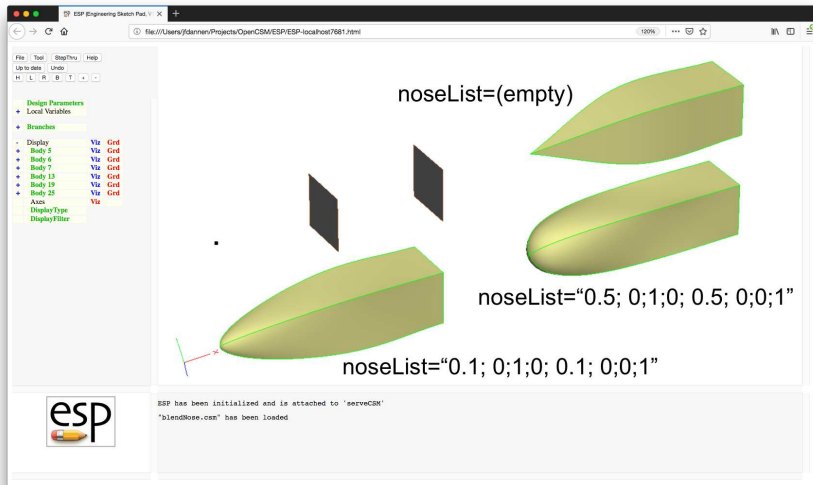 ESP [Engineering Sketch Pad, V
file:///Users/jfdannen/Projects/OpenCSM/ESP/ESP-localhost7681.html
120%
File Tool StepThru Help
Up to date Undo
H L R B T + -
Design Parameters
+ Local Variables
+ Branches
- Display Viz Grd
+ Body 5 Viz Grd
+ Body 6 Viz Grd
+ Body 7 Viz Grd
+ Body 13 Viz Grd
+ Body 19 Viz Grd
+ Body 25 Viz Grd
Axes Viz
DisplayType
DisplayFilter
noseList=(empty)
noseList=“0.5; 0;1;0; 0.5; 0;0;1”
x
noseList=“0.1; 0;1;0; 0.1; 0;0;1”
esp
ESP has been initialized and is attached to 'serveCSM'
"blendNose.csm" has been loaded